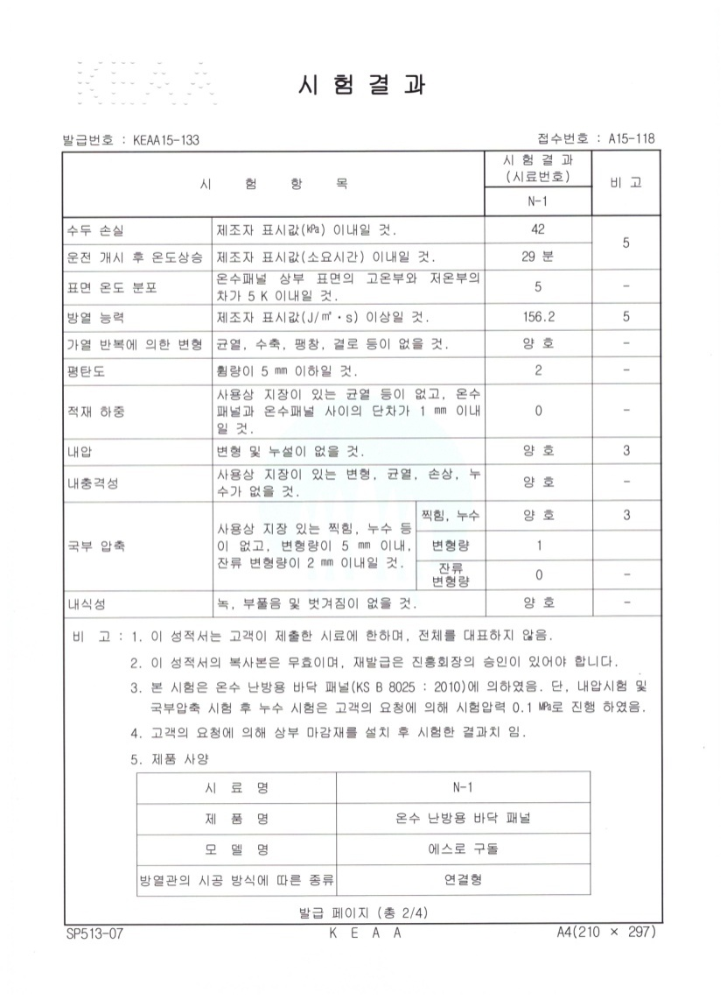 KEAA
시 험 결 과
발급번호 : KEAA15-133
접수번호 : A15-118
시 험 항 목
시 험 결 과
(시료번호)
N-1
비 고
수두 손실
제조자 표시값(㎪) 이내일 것.
42
5
운전 개시 후 온도상승
제조자 표시값(소요시간) 이내일 것.
29 분
표면 온도 분포
온수패널 상부 표면의 고온부와 저온부의
차가 5 K 이내일 것.
5
-
방열 능력
제조자 표시값(J/㎡·s) 이상일 것.
156.2
5
가열 반복에 의한 변형
균열, 수축, 팽창, 결로 등이 없을 것.
양 호
-
평탄도
휨량이 5 ㎜ 이하일 것.
2
-
적재 하중
사용상 지장이 있는 균열 등이 없고, 온수
패널과 온수패널 사이의 단차가 1 ㎜ 이내
일 것.
0
-
내압
변형 및 누설이 없을 것.
양 호
3
내충격성
사용상 지장이 있는 변형, 균열, 손상, 누
수가 없을 것.
양 호
-
국부 압축
사용상 지장 있는 찍힘, 누수 등
이 없고, 변형량이 5 ㎜ 이내,
잔류 변형량이 2 ㎜ 이내일 것.
찍힘, 누수
양 호
3
변형량
1
잔류
변형량
0
-
내식성
녹, 부풀음 및 벗겨짐이 없을 것.
양 호
-
비 고 : 1. 이 성적서는 고객이 제출한 시료에 한하며, 전체를 대표하지 않음.
2. 이 성적서의 복사본은 무효이며, 재발급은 진흥회장의 승인이 있어야 합니다.
3. 본 시험은 온수 난방용 바닥 패널(KS B 8025 : 2010)에 의하였음. 단, 내압시험 및
국부압축 시험 후 누수 시험은 고객의 요청에 의해 시험압력 0.1 ㎫로 진행 하였음.
4. 고객의 요청에 의해 상부 마감재를 설치 후 시험한 결과치 임.
5. 제품 사양
시 료 명
N-1
제 품 명
온수 난방용 바닥 패널
모 델 명
에스로 구돌
방열관의 시공 방식에 따른 종류
연결형
발급 페이지 (총 2/4)
SP513-07
K E A A
A4(210 × 297)